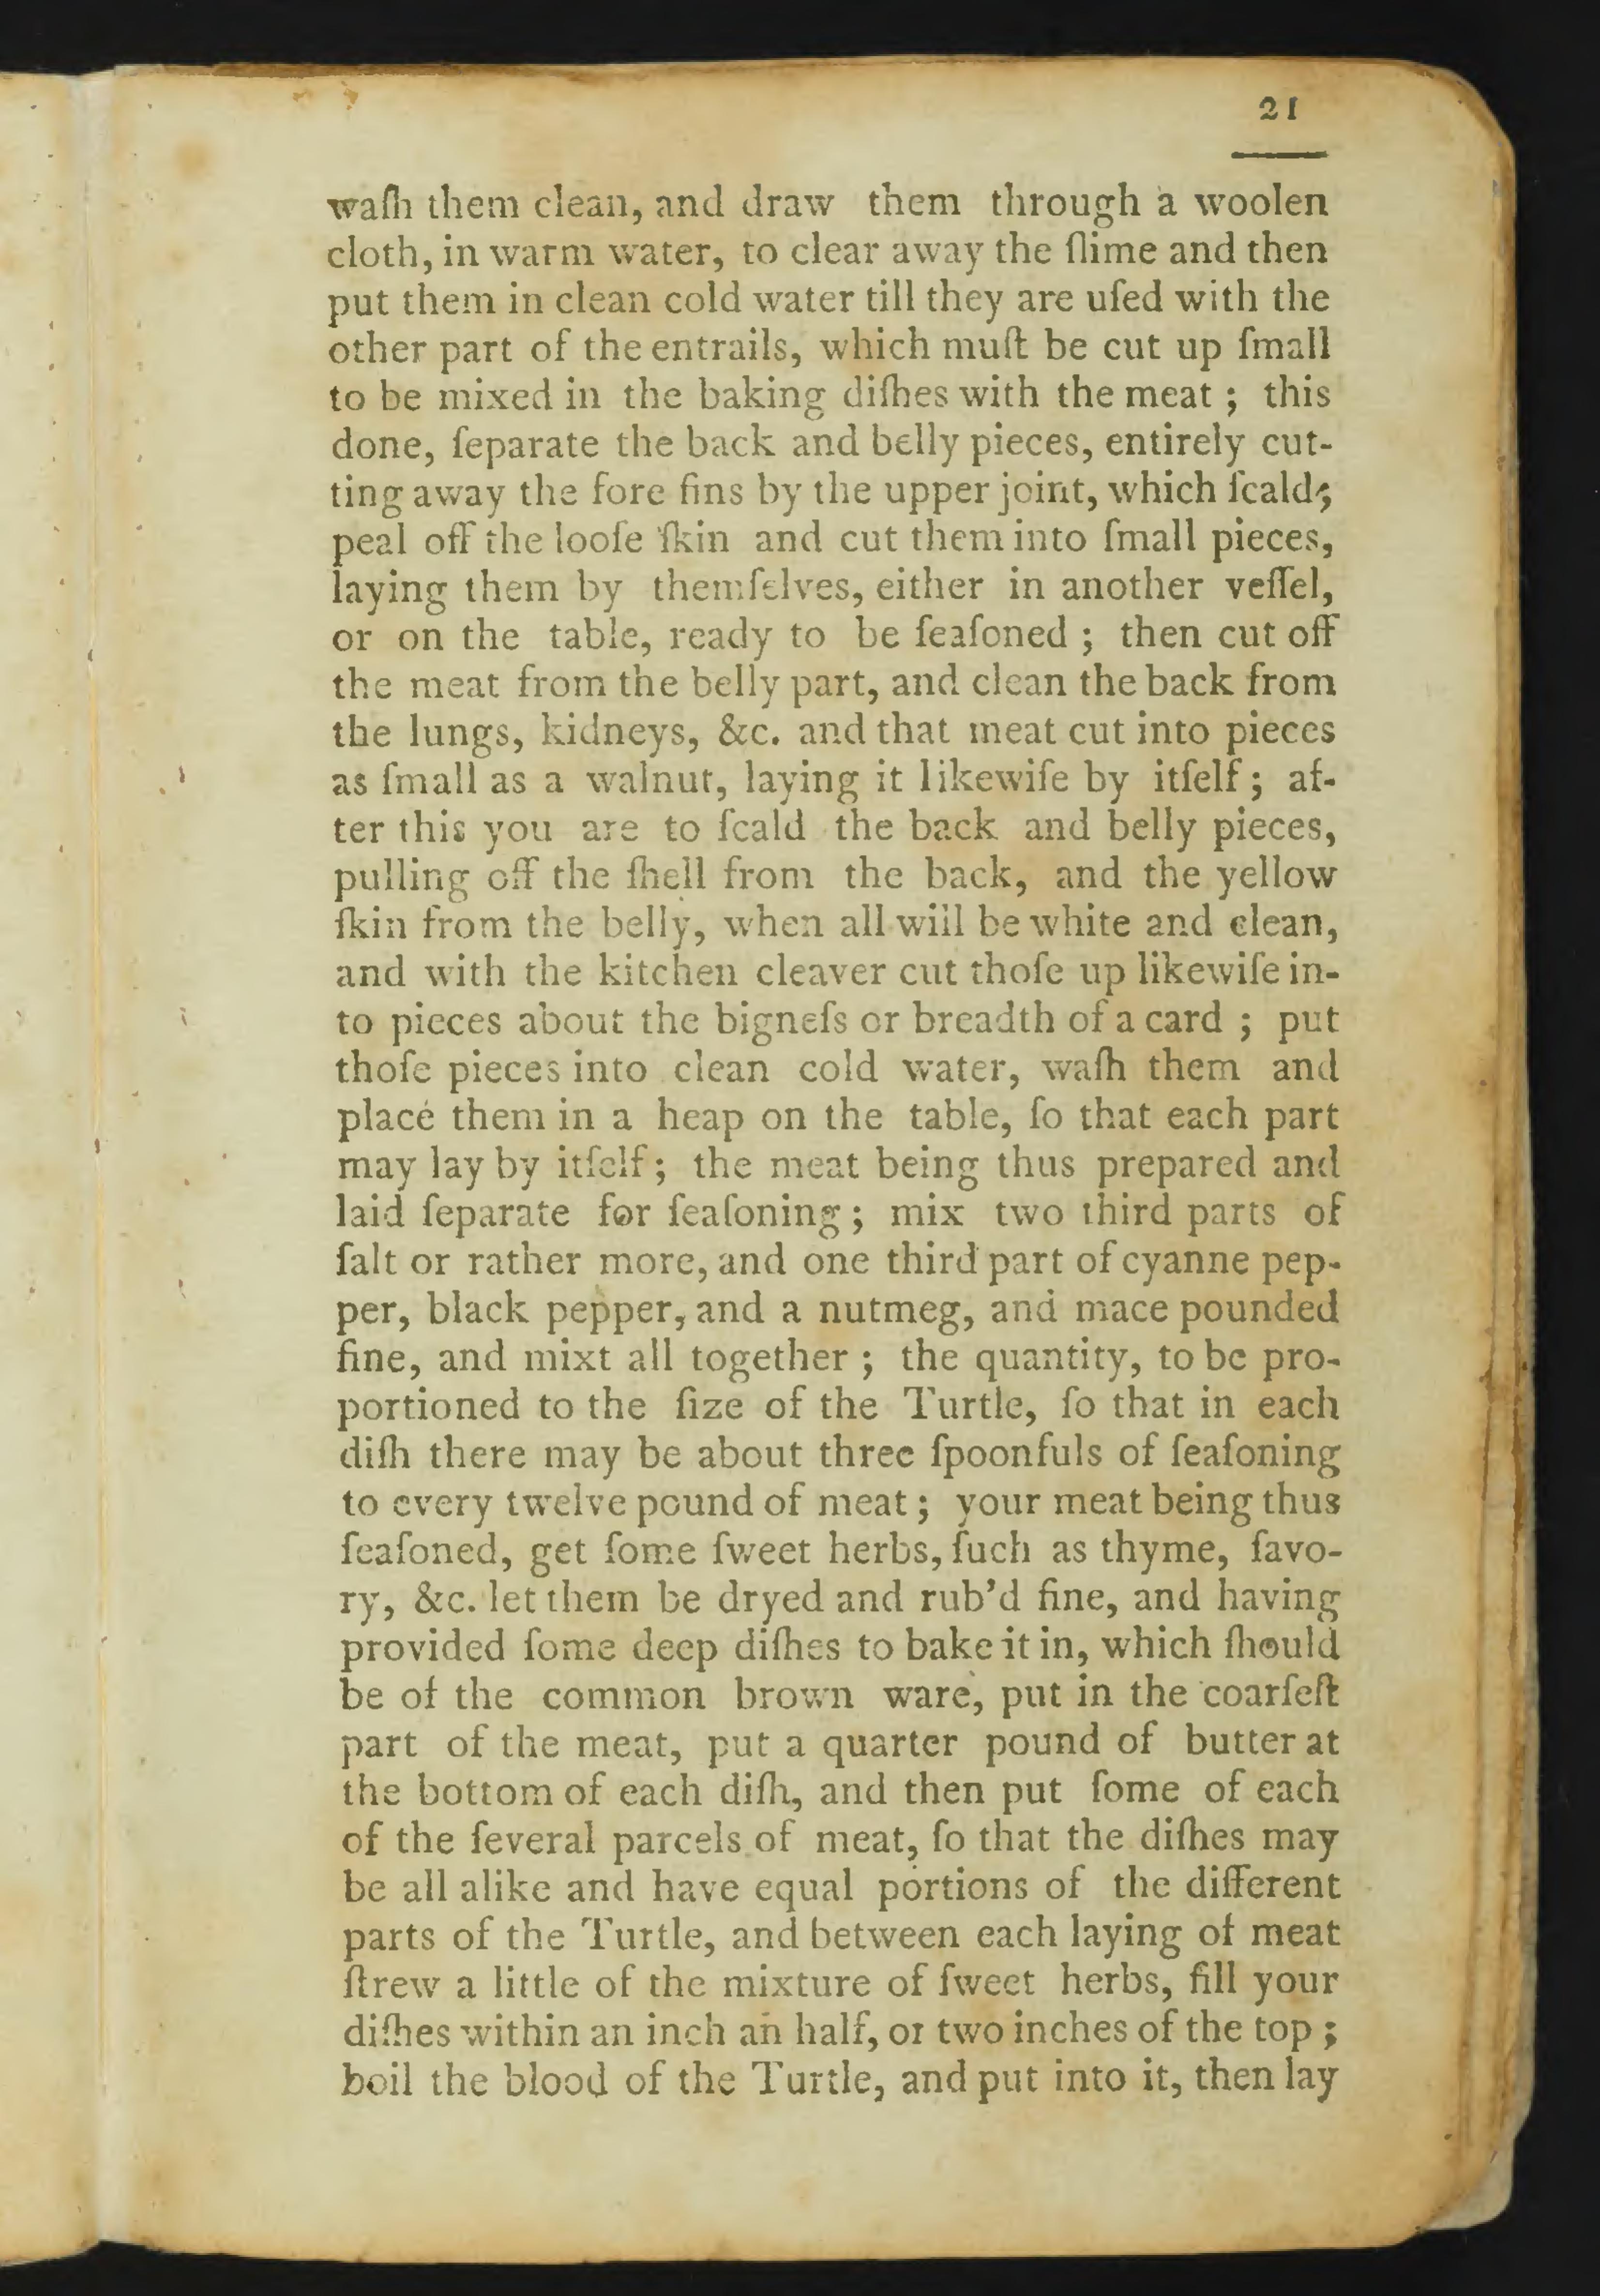 21
waſh them clean, and draw them through a woolen
cloth, in warm water, to clear away the ſlime and then
put them in clean cold water till they are uſed with the
other part of the entrails, which muſt be cut up ſmall
to be mixed in the baking diſhes with the meat ; this
done, ſeparate the back and belly pieces, entirely cut-
ting away the fore fins by the upper joint, which ſcald;
peal off the looſe ſkin and cut them into ſmall pieces,
laying them by themſelves, either in another veſſel,
or on the table, ready to be ſeaſoned ; then cut off
the meat from the belly part, and clean the back from
the lungs, kidneys, &c. and that meat cut into pieces
as ſmall as a walnut, laying it likewiſe by itſelf ; af-
ter this you are to ſcald the back and belly pieces,
pulling off the ſhell from the back, and the yellow
ſkin from the belly, when all will be white and clean,
and with the kitchen cleaver cut thoſe up likewiſe in-
to pieces about the bigneſs or breadth of a card ; put
thoſe pieces into clean cold water, waſh them and
place them in a heap on the table, ſo that each part
may lay by itſelf ; the meat being thus prepared and
laid ſeparate for ſeaſoning ; mix two third parts of
ſalt or rather more, and one third part of cyanne pep-
per, black pepper, and a nutmeg, and mace pounded
fine, and mixt all together ; the quantity, to be pro-
portioned to the ſize of the Turtle, ſo that in each
diſh there may be about three ſpoonfuls of ſeaſoning
to every twelve pound of meat ; your meat being thus
ſeaſoned, get ſome ſweet herbs, ſuch as thyme, ſavo-
ry, &c. let them be dryed and rub'd fine, and having
provided ſome deep diſhes to bake it in, which ſhould
be of the common brown ware, put in the coarſeſt
part of the meat, put a quarter pound of butter at
the bottom of each diſh, and then put ſome of each
of the ſeveral parcels of meat, ſo that the diſhes may
be all alike and have equal portions of the different
parts of the Turtle, and between each laying of meat
ſtrew a little of the mixture of ſweet herbs, fill your
diſhes within an inch an half, or two inches of the top ;
boil the blood of the Turtle, and put into it, then lay